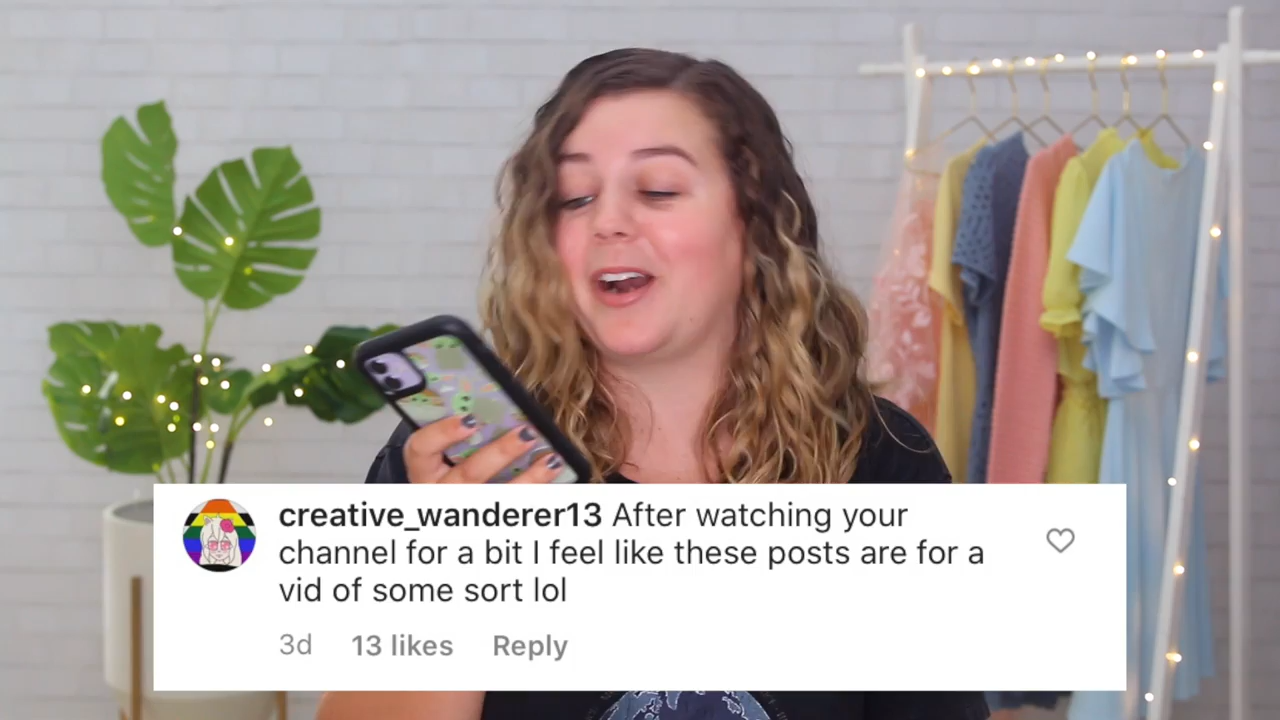 creative_wanderer13 After watching your
channel for a bit I feel like these posts are for a
vid of some sort lol
3d 13 likes Reply